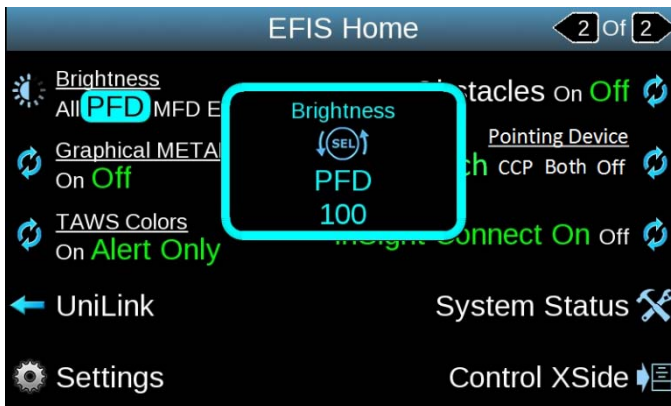 EFIS Home
2 Of 2
Brightness
All PFD MFD E
Graphical META
On Off
TAWS Colors
On Alert Only
UniLink
Settings
Brightness
SEL
PFD
100
stacles On Off
Pointing Device
ch CCP Both Off
Connect On Off
System Status
Control XSide